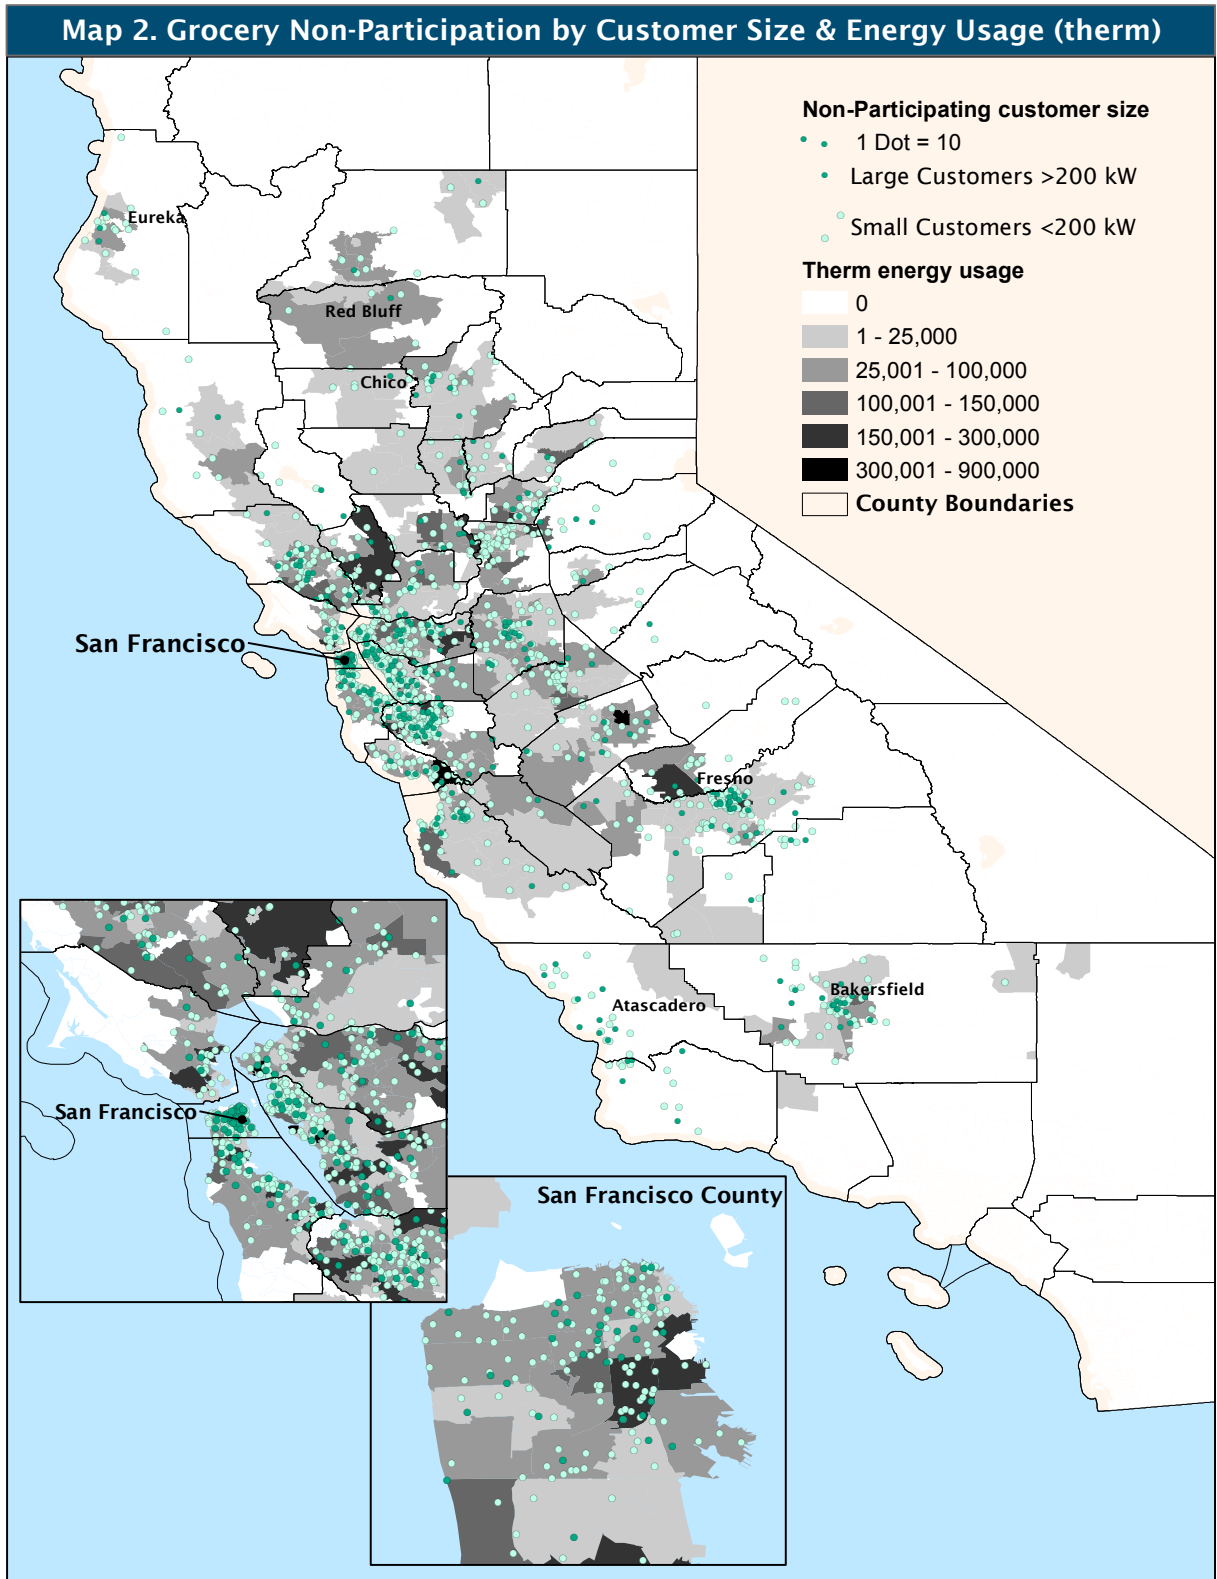 Map 2. Grocery Non-Participation by Customer Size & Energy Usage (therm)
Non-Participating customer size
1 Dot = 10
Large Customers >200 kW
Small Customers <200 kW
Therm energy usage
0
1 - 25,000
25,001 - 100,000
100,001 - 150,000
150,001 - 300,000
300,001 - 900,000
County Boundaries
Eureka
Red Bluff
Chico
San Francisco
Fresno
Atascadero
Bakersfield
San Francisco
San Francisco County